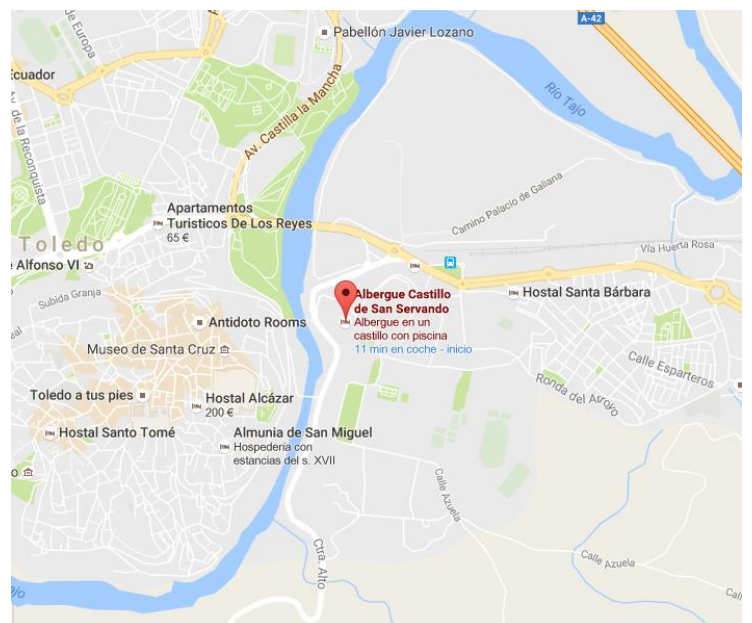 A-42
Pabellón Javier Lozano
de Europa
Ecuador
Av. de la Reconquista
Av. Castilla la Mancha
Río Tajo
Camino Palacio de Galiana
Apartamentos
Turisticos De Los Reyes
65 €
Toledo
Alfonso VI
Vía Huerta Rosa
Subida Granja
Albergue Castillo
de San Servando
Albergue en un
castillo con piscina
11 min en coche - inicio
Hostal Santa Bárbara
Antidoto Rooms
Museo de Santa Cruz
Calle Esparteros
Ronda del Arroyo
Toledo a tus pies
Hostal Alcázar
200 €
Hostal Santo Tomé
Almunia de San Miguel
Hospedería con
estancias del s. XVII
Calle Azuela
Ctra. Alto
Calle Azuela